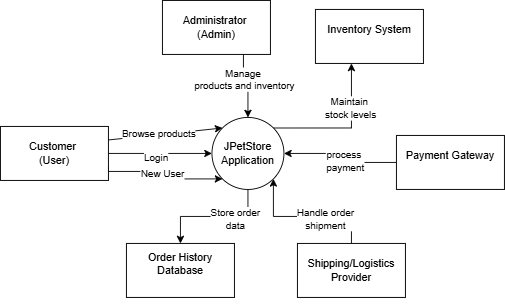 Administrator
(Admin)
Inventory System
Manage
products and inventory
Maintain
stock levels
Customer
(User)
Browse products
Login
New User
JPetStore
Application
process
payment
Payment Gateway
Store order
data
Handle order
shipment
Order History
Database
Shipping/Logistics
Provider